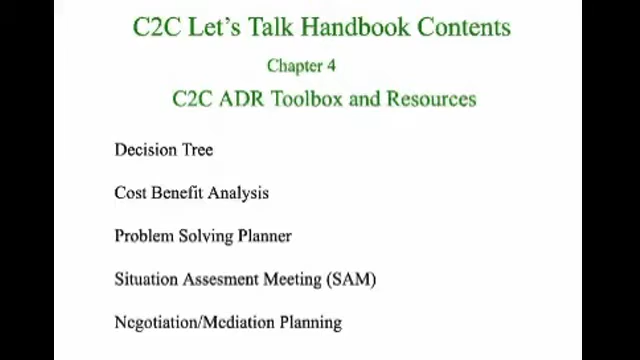 C2C Let's Talk Handbook Contents
Chapter 4
C2C ADR Toolbox and Resources
Decision Tree
Cost Benefit Analysis
Problem Solving Planner
Situation Assesment Meeting (SAM)
Negotiation/Mediation Planning